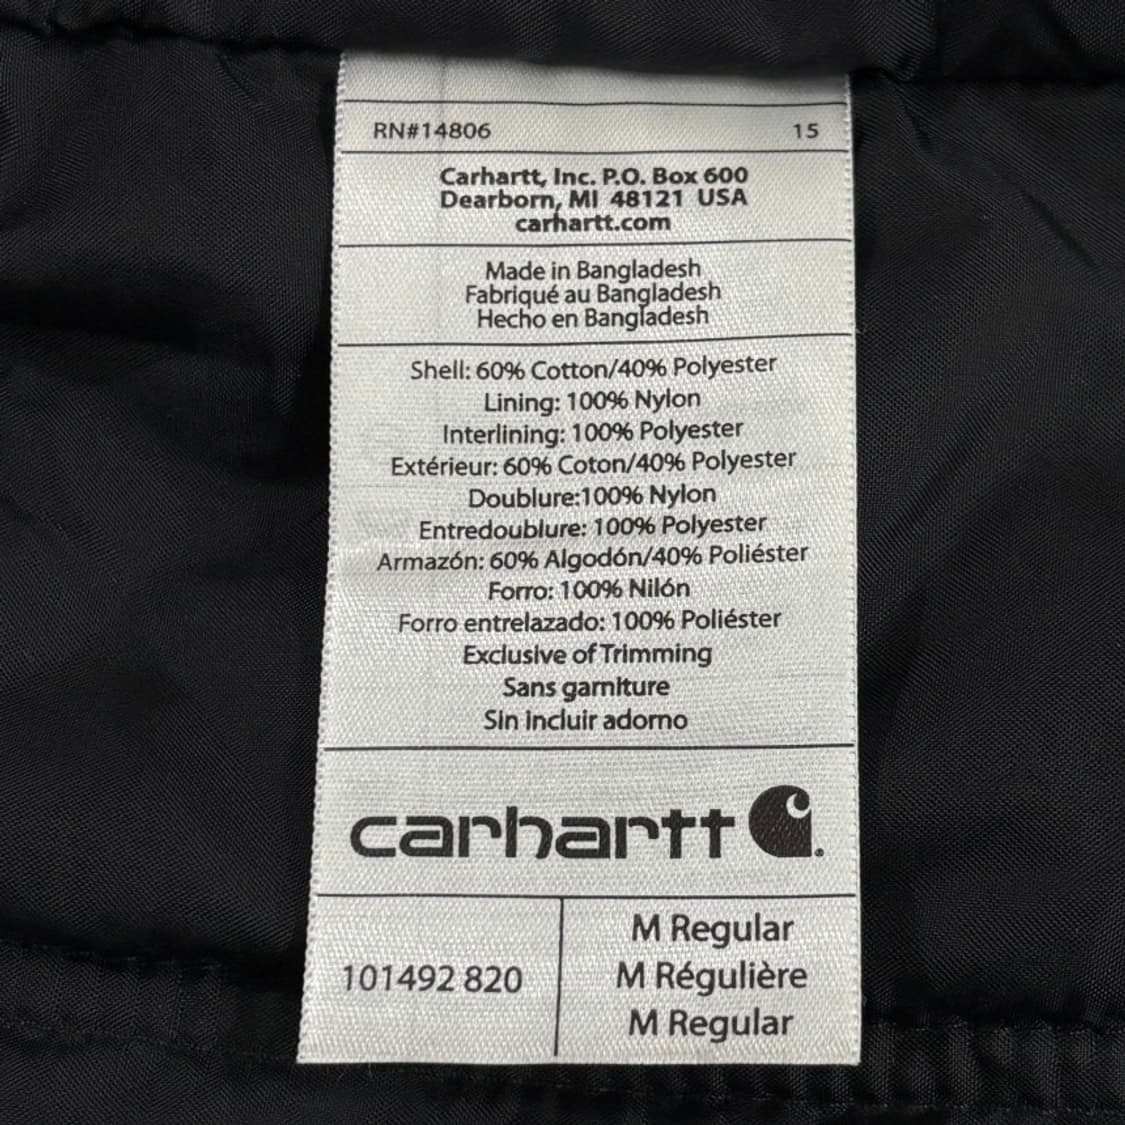 RN#14806 15
Carhartt, Inc. P.O. Box 600
Dearborn, MI 48121 USA
carhartt.com
Made in Bangladesh
Fabriqué au Bangladesh
Hecho en Bangladesh
Shell: 60% Cotton/40% Polyester
Lining: 100% Nylon
Interlining: 100% Polyester
Extérieur: 60% Coton/40% Polyester
Doublure:100% Nylon
Entredoublure: 100% Polyester
Armazón: 60% Algodón/40% Poliéster
Forro: 100% Nilón
Forro entrelazado: 100% Poliéster
Exclusive of Trimming
Sans garniture
Sin incluir adorno
carhartt
101492 820
M Regular
M Régulière
M Regular